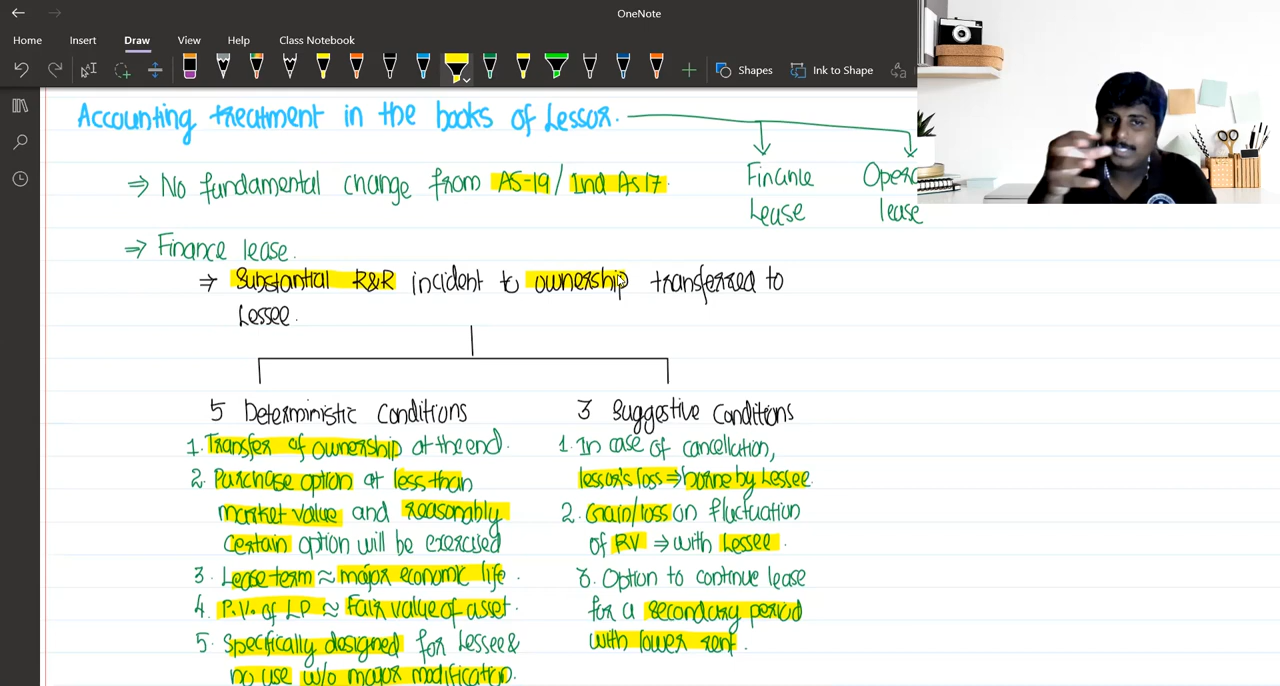 OneNote
Home Insert Draw View Help Class Notebook
Shapes Ink to Shape
Accounting treatment in the books of Lessor.
Finance Lease
Opera lease
⇒ No fundamental change from AS-19/ Ind As 17.
⇒ Finance lease.
→ Substantial R&R incident to ownership transferred to
Lessee.
5 Deterministic Conditions
1. Transfer of ownership at the end.
2. Purchase option at less than
market value and reasonably
Certain option will be exercised
3. Lease term ≈ major economic life.
4. P.V. of LP ≈ Fair value of asset.
5. Specifically designed for Lessee &
no use w/o major modification.
3 Suggestive Conditions
1. In case of cancellation,
lessor's loss ⇒ borne by Lessee.
2. Gain/loss on fluctuation
of RV ⇒ with Lessee.
3. Option to continue lease
for a secondary period
with lower rent.